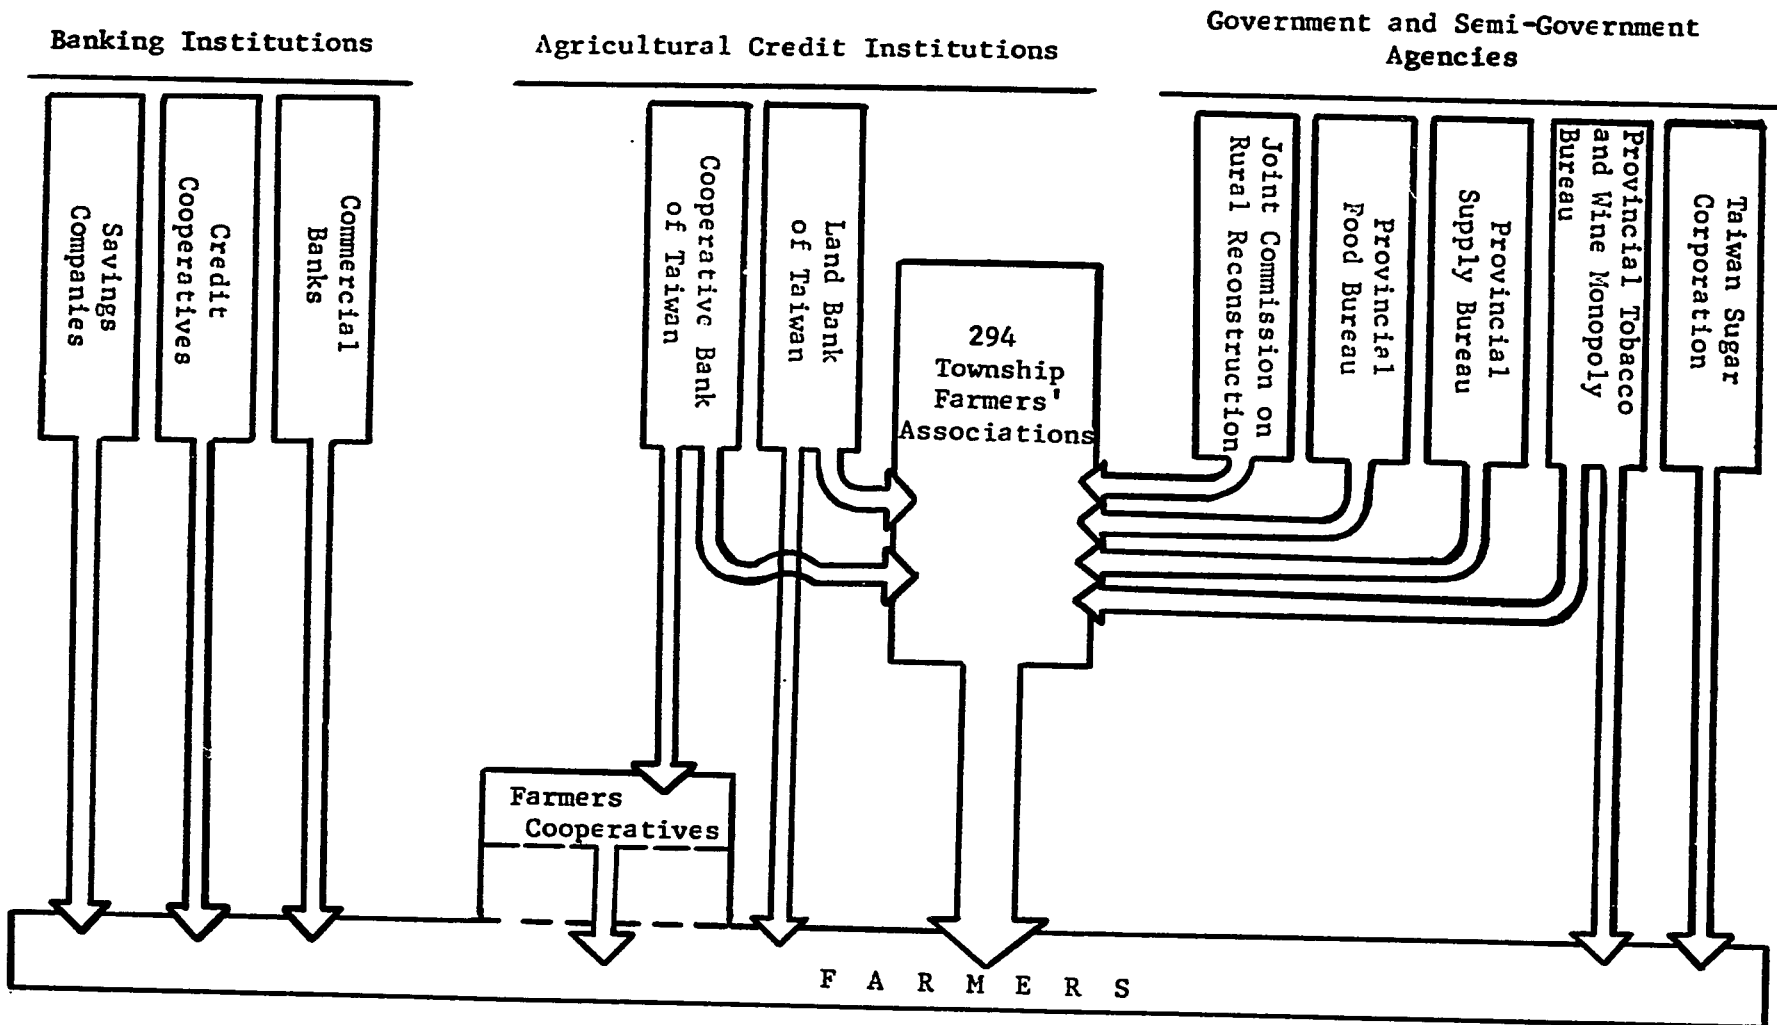 Banking Institutions
Agricultural Credit Institutions
Government and Semi-Government
Agencies
Savings
Companies
Credit
Cooperatives
Commercial
Banks
Cooperative Bank
of Taiwan
Land Bank
of Taiwan
294
Township
Farmers'
Associations
Joint Commission on
Rural Reconstruction
Provincial
Food Bureau
Provincial
Supply Bureau
Provincial Tobacco
and Wine Monopoly
Bureau
Taiwan Sugar
Corporation
Farmers
Cooperatives
F A R M E R S